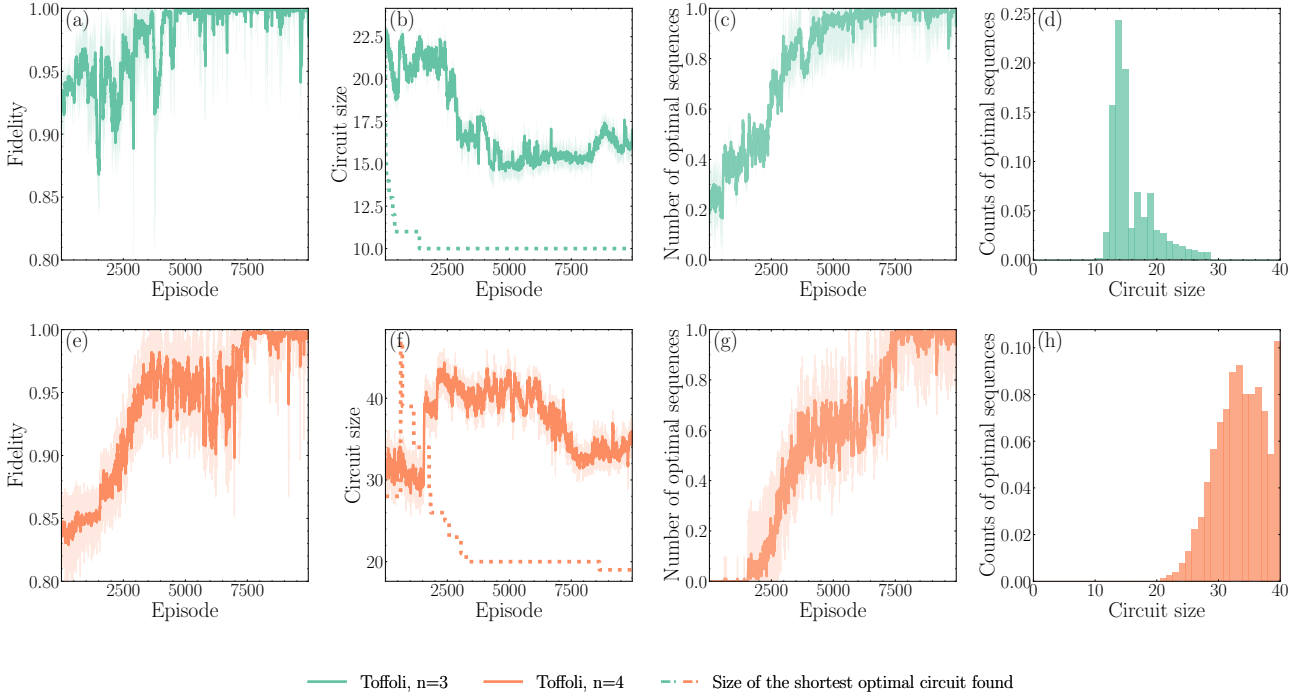 (a)
1.00
0.95
0.90
0.85
0.80
Fidelity
2500 5000 7500
Episode
(b)
22.5
20.0
17.5
15.0
12.5
10.0
Circuit size
2500 5000 7500
Episode
(c)
1.0
0.8
0.6
0.4
0.2
0.0
Number of optimal sequences
2500 5000 7500
Episode
(d)
0.25
0.20
0.15
0.10
0.05
0.00
Counts of optimal sequences
0 10 20 30 40
Circuit size
(e)
1.00
0.95
0.90
0.85
0.80
Fidelity
2500 5000 7500
Episode
(f)
40
30
20
Circuit size
2500 5000 7500
Episode
(g)
1.0
0.8
0.6
0.4
0.2
0.0
Number of optimal sequences
2500 5000 7500
Episode
(h)
0.10
0.08
0.06
0.04
0.02
0.00
Counts of optimal sequences
0 10 20 30 40
Circuit size
Toffoli, n=3 Toffoli, n=4 Size of the shortest optimal circuit found